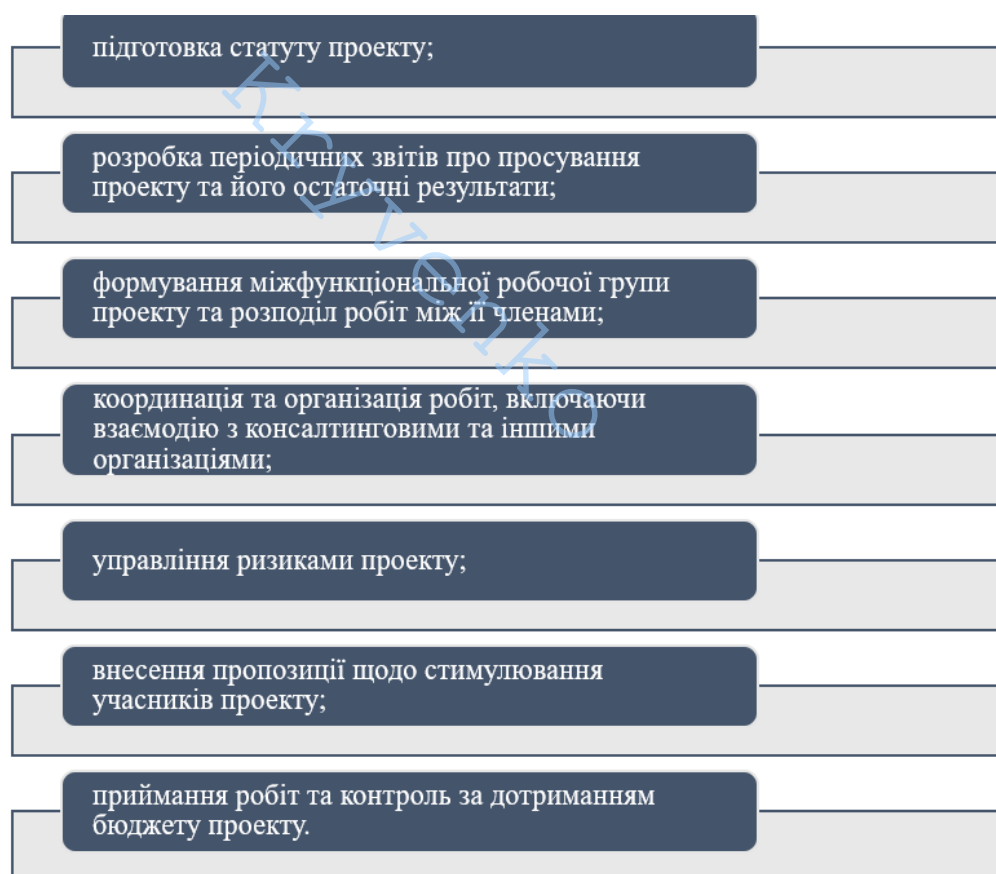 підготовка статуту проекту;
розробка періодичних звітів про просування
проекту та його остаточні результати;
формування міжфункціональної робочої групи
проекту та розподіл робіт між її членами;
координація та організація робіт, включаючи
взаємодію з консалтинговими та іншими
організаціями;
управління ризиками проекту;
внесення пропозиції щодо стимулювання
учасників проекту;
приймання робіт та контроль за дотриманням
бюджету проекту.
Kryvenko